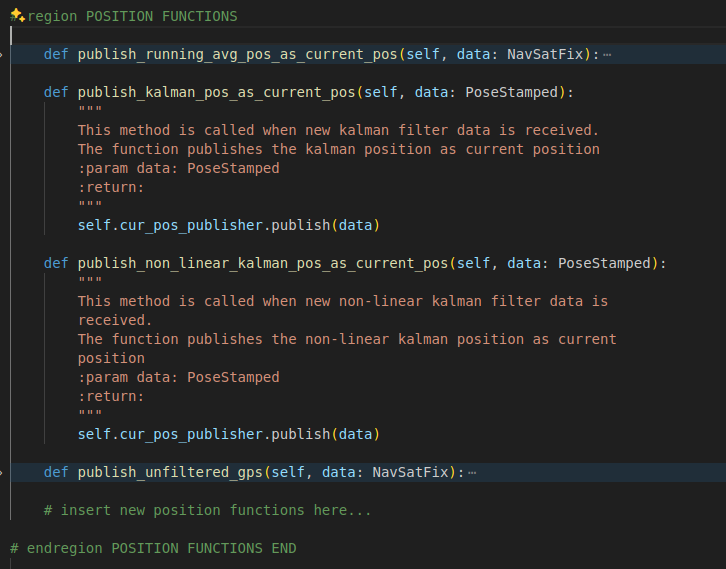 # region POSITION FUNCTIONS
def publish_running_avg_pos_as_current_pos(self, data: NavSatFix):⋯
def publish_kalman_pos_as_current_pos(self, data: PoseStamped):
"""
This method is called when new kalman filter data is received.
The function publishes the kalman position as current position
:param data: PoseStamped
:return:
"""
self.cur_pos_publisher.publish(data)
def publish_non_linear_kalman_pos_as_current_pos(self, data: PoseStamped):
"""
This method is called when new non-linear kalman filter data is
received.
The function publishes the non-linear kalman position as current
position
:param data: PoseStamped
:return:
"""
self.cur_pos_publisher.publish(data)
def publish_unfiltered_gps(self, data: NavSatFix):⋯
# insert new position functions here...
# endregion POSITION FUNCTIONS END